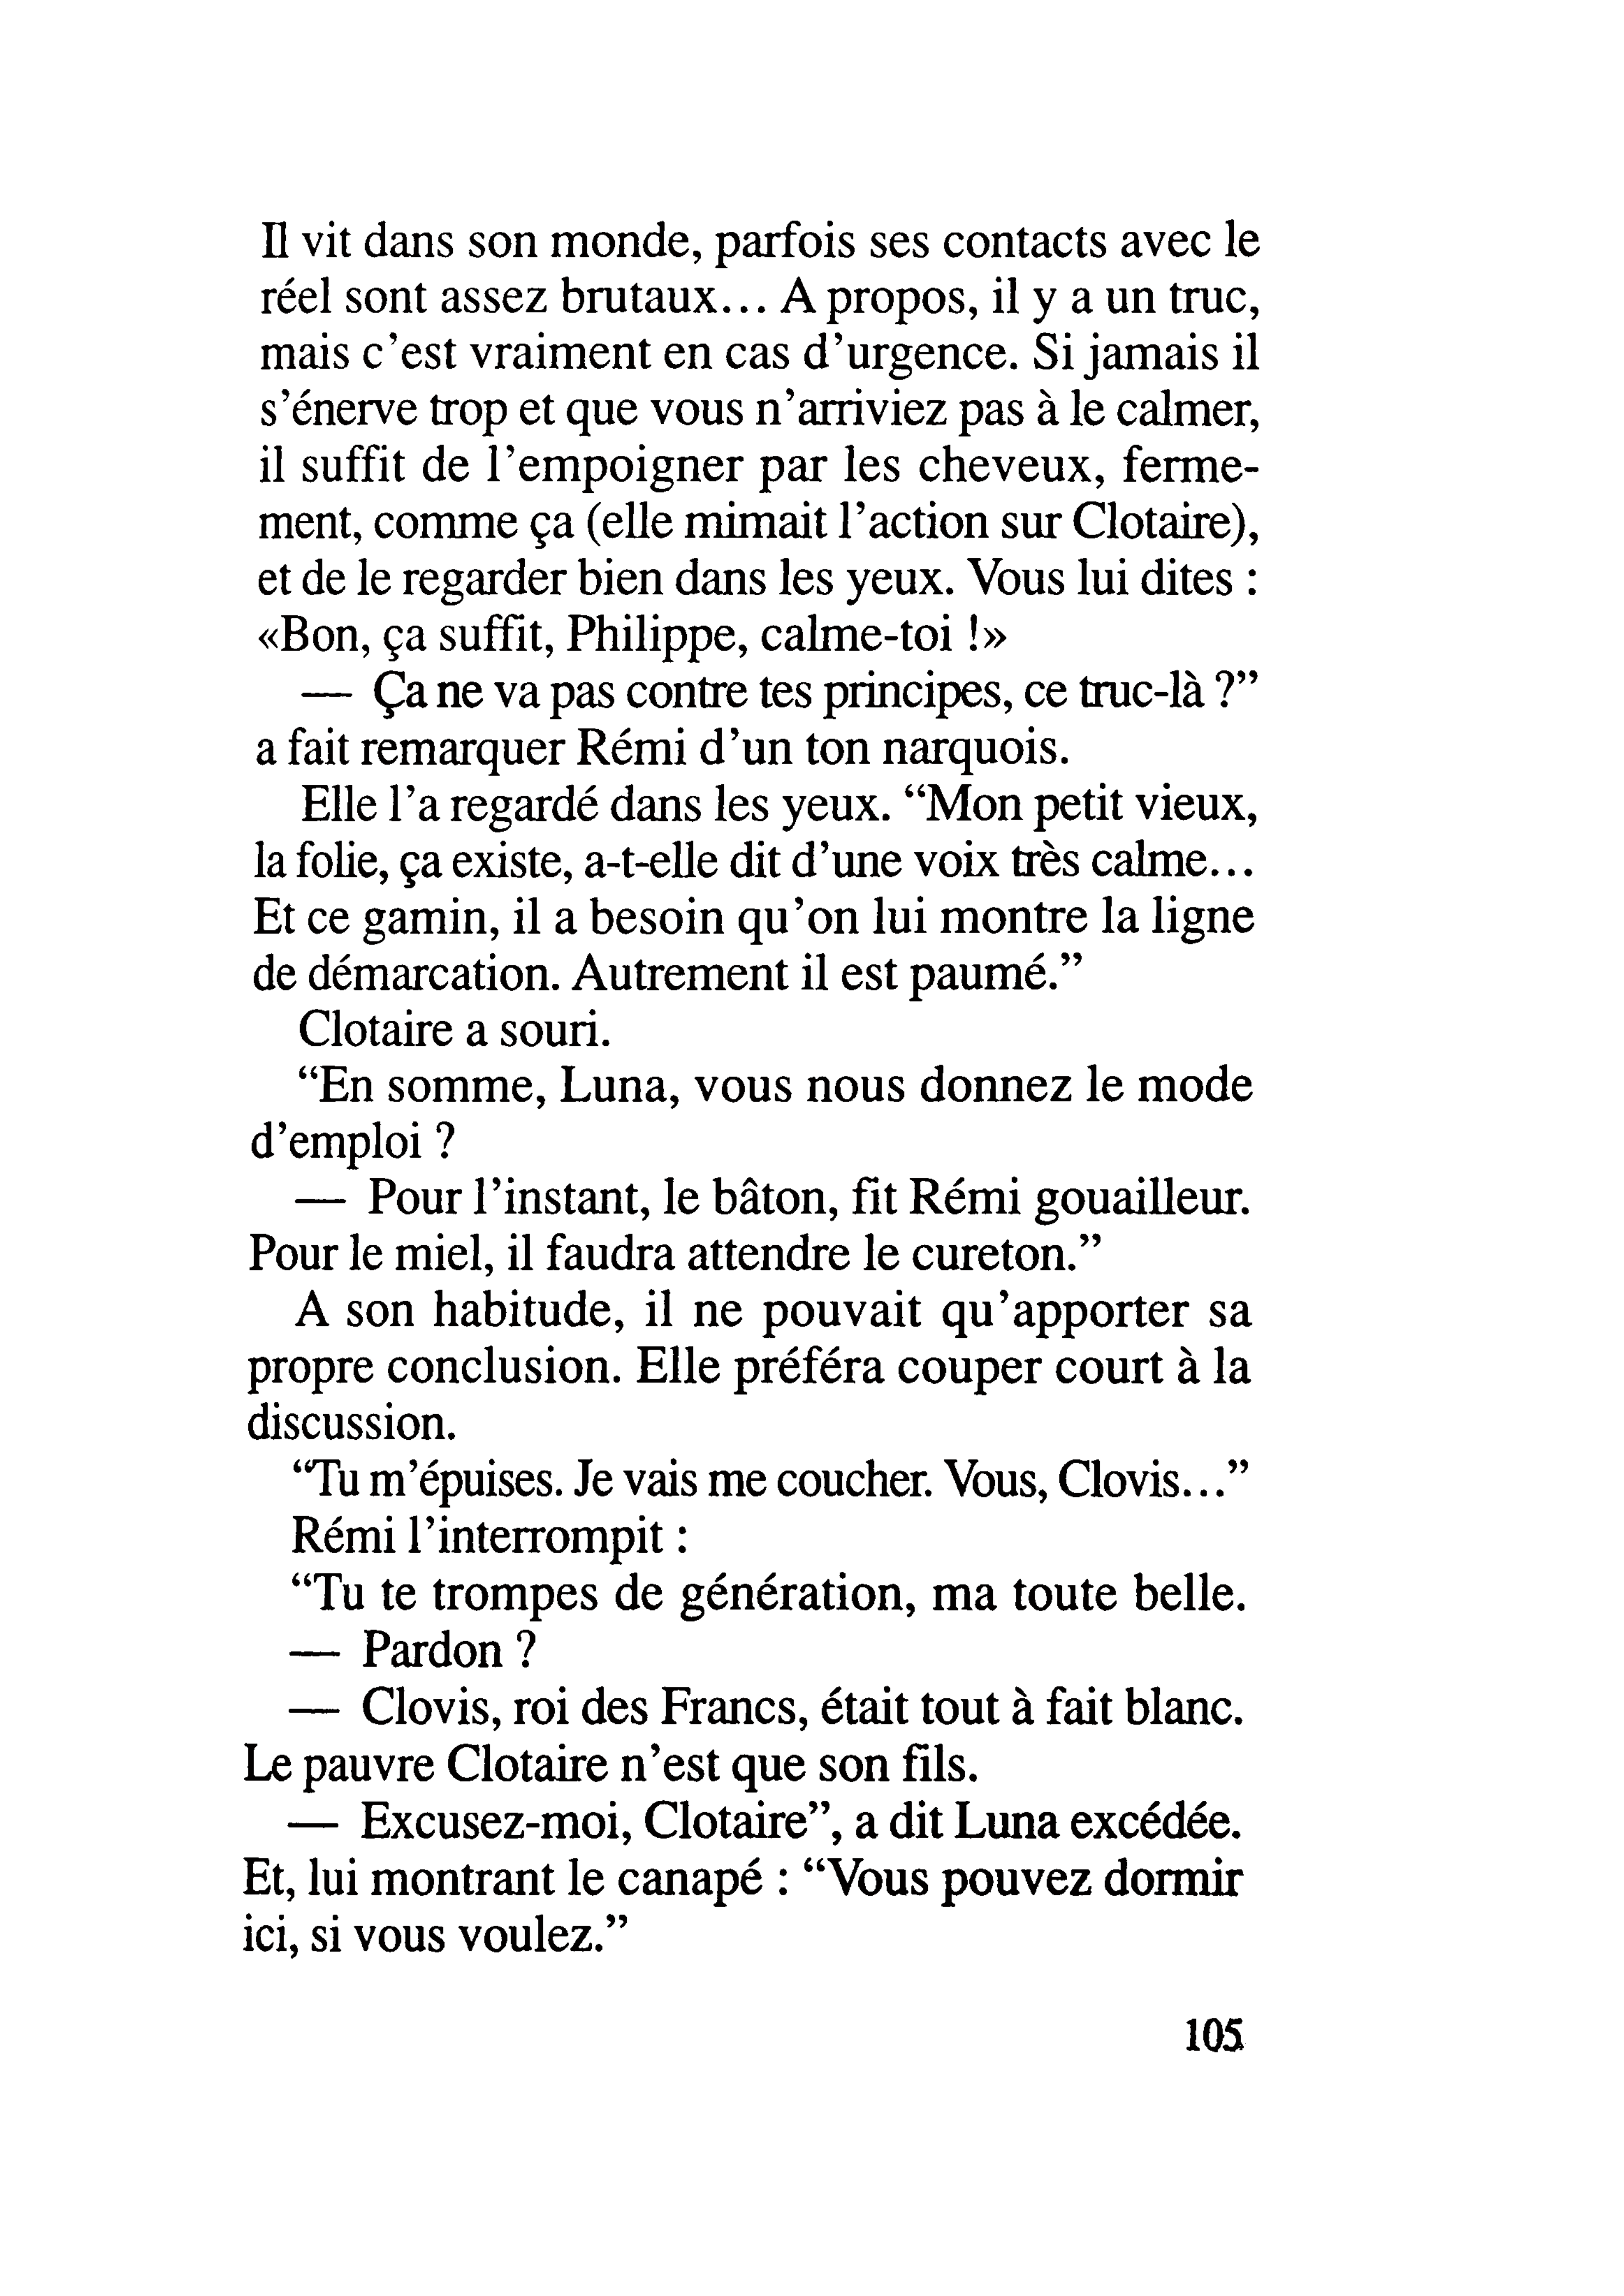 Il vit dans son monde, parfois ses contacts avec le
réel sont assez brutaux... A propos, il y a un truc,
mais c'est vraiment en cas d'urgence. Si jamais il
s'énerve trop et que vous n'arriviez pas à le calmer,
il suffit de l'empoigner par les cheveux, ferme-
ment, comme ça (elle mimait l'action sur Clotaire),
et de le regarder bien dans les yeux. Vous lui dites :
«Bon, ça suffit, Philippe, calme-toi !»
— Ça ne va pas contre tes principes, ce truc-là ?”
a fait remarquer Rémi d'un ton narquois.
Elle l'a regardé dans les yeux. “Mon petit vieux,
la folie, ça existe, a-t-elle dit d'une voix très calme...
Et ce gamin, il a besoin qu'on lui montre la ligne
de démarcation. Autrement il est paumé.”
Clotaire a souri.
“En somme, Luna, vous nous donnez le mode
d'emploi ?
— Pour l'instant, le bâton, fit Rémi gouailleur.
Pour le miel, il faudra attendre le cureton.”
A son habitude, il ne pouvait qu'apporter sa
propre conclusion. Elle préféra couper court à la
discussion.
“Tu m'épuises. Je vais me coucher. Vous, Clovis...”
Rémi l'interrompit :
“Tu te trompes de génération, ma toute belle.
— Pardon ?
— Clovis, roi des Francs, était tout à fait blanc.
Le pauvre Clotaire n'est que son fils.
— Excusez-moi, Clotaire”, a dit Luna excédée.
Et, lui montrant le canapé : “Vous pouvez dormir
ici, si vous voulez.”
105